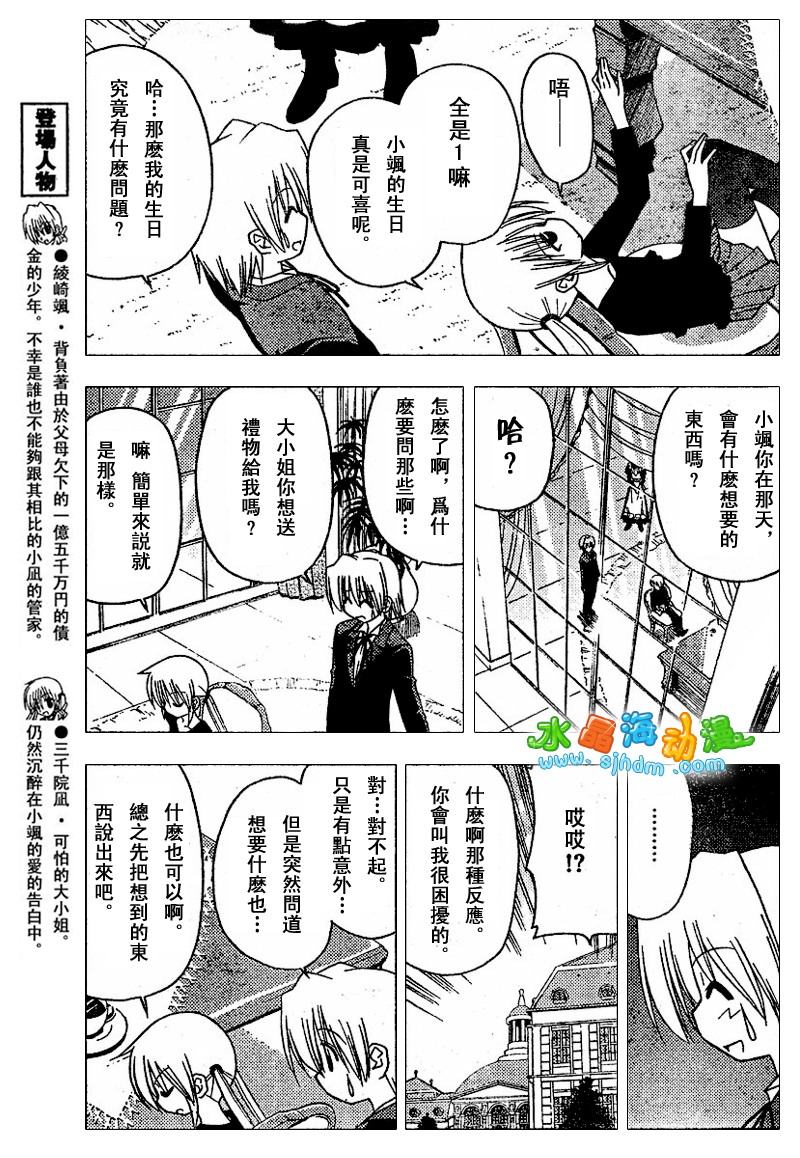 唔——
全是1嘛
小颯的生日
真是可喜呢。
哈…那麽我的生日
究竟有什麽問題？
小颯你在那天，
會有什麽想要的
東西嗎？
哈？
怎麽了啊，爲什
麽要問那些啊…
大小姐你想送
禮物給我嗎？
嘛 簡單來説就
是那樣。
………
哎哎!?
什麽啊那種反應。
你會叫我很困擾的。
對…對不起。
只是有點意外…
但是突然問道
想要什麽也…
什麽也可以啊。
總之先把想到的東
西說出來吧。
登場人物
●綾崎颯・背負著由於父母欠下的一億五千万円的債
金的少年。不幸是誰也不能夠跟其相比的小凪的管家。
●三千院凪・可怕的大小姐。
仍然沉醉在小颯的愛的告白中。
水晶海动漫
www.sjhdm.com